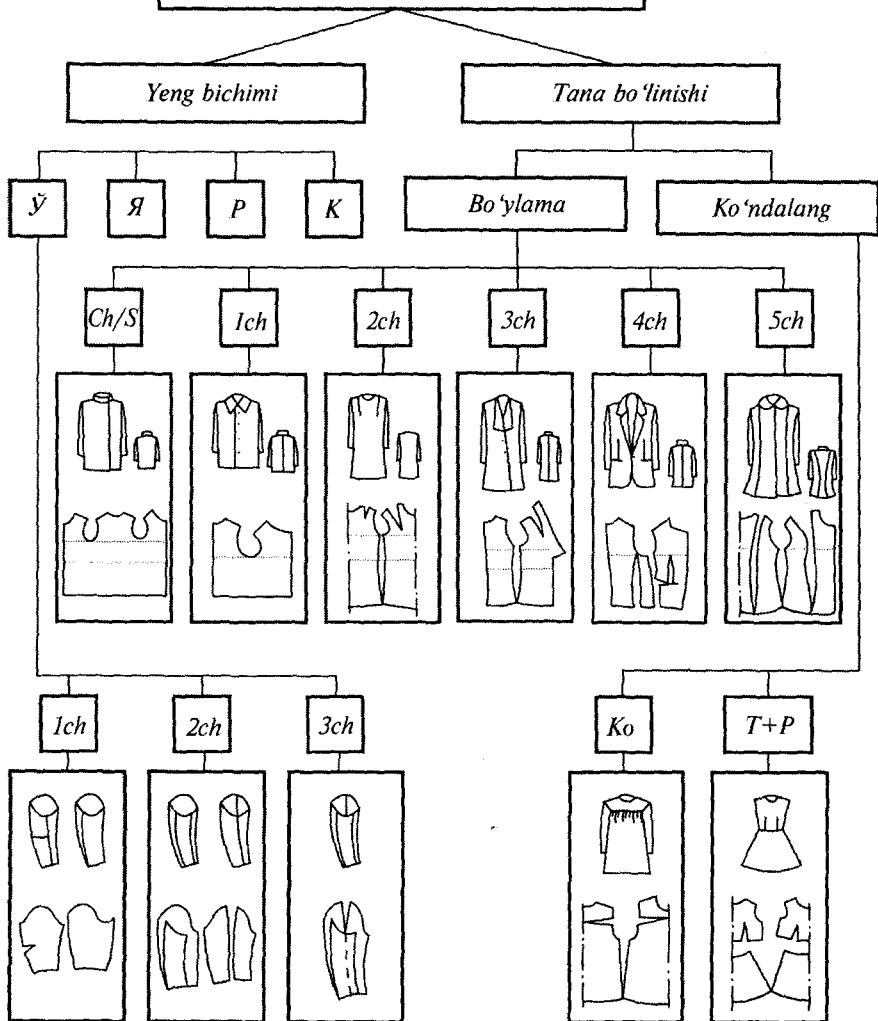 Yeng bichimi
Tana bo‘linishi
Ў
Я
Р
К
Bo‘ylama
Ko‘ndalang
Ch/S
1ch
2ch
3ch
4ch
5ch
1ch
2ch
3ch
Ko
T+P